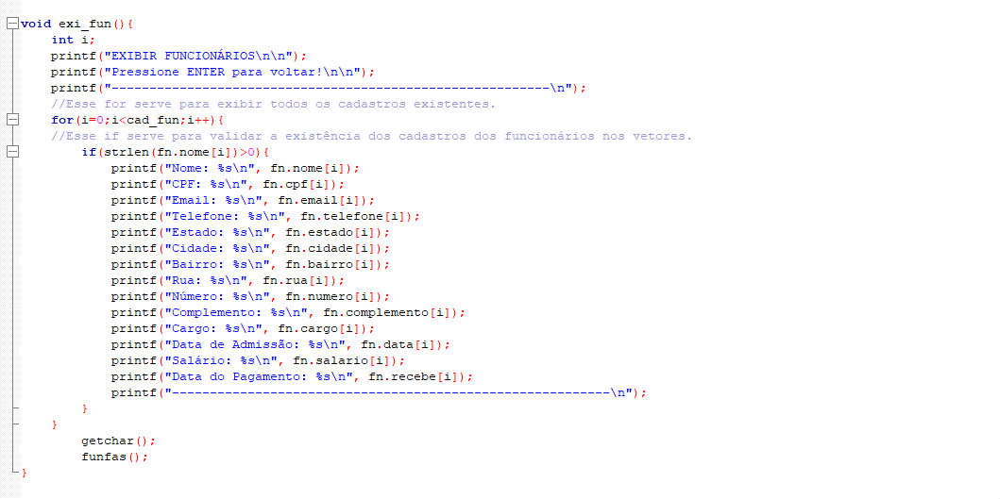 void exi_fun(){
    int i;
    printf("EXIBIR FUNCIONÁRIOS\n\n");
    printf("Pressione ENTER para voltar!\n\n");
    printf("----------------------------------------------------------\n");
    //Esse for serve para exibir todos os cadastros existentes.
    for(i=0;i<cad_fun;i++){
    //Esse if serve para validar a existência dos cadastros dos funcionários nos vetores.
        if(strlen(fn.nome[i])>0){
            printf("Nome: %s\n", fn.nome[i]);
            printf("CPF: %s\n", fn.cpf[i]);
            printf("Email: %s\n", fn.email[i]);
            printf("Telefone: %s\n", fn.telefone[i]);
            printf("Estado: %s\n", fn.estado[i]);
            printf("Cidade: %s\n", fn.cidade[i]);
            printf("Bairro: %s\n", fn.bairro[i]);
            printf("Rua: %s\n", fn.rua[i]);
            printf("Número: %s\n", fn.numero[i]);
            printf("Complemento: %s\n", fn.complemento[i]);
            printf("Cargo: %s\n", fn.cargo[i]);
            printf("Data de Admissão: %s\n", fn.data[i]);
            printf("Salário: %s\n", fn.salario[i]);
            printf("Data do Pagamento: %s\n", fn.recebe[i]);
            printf("----------------------------------------------------------\n");
        }
    }
        getchar();
        funfas();
}